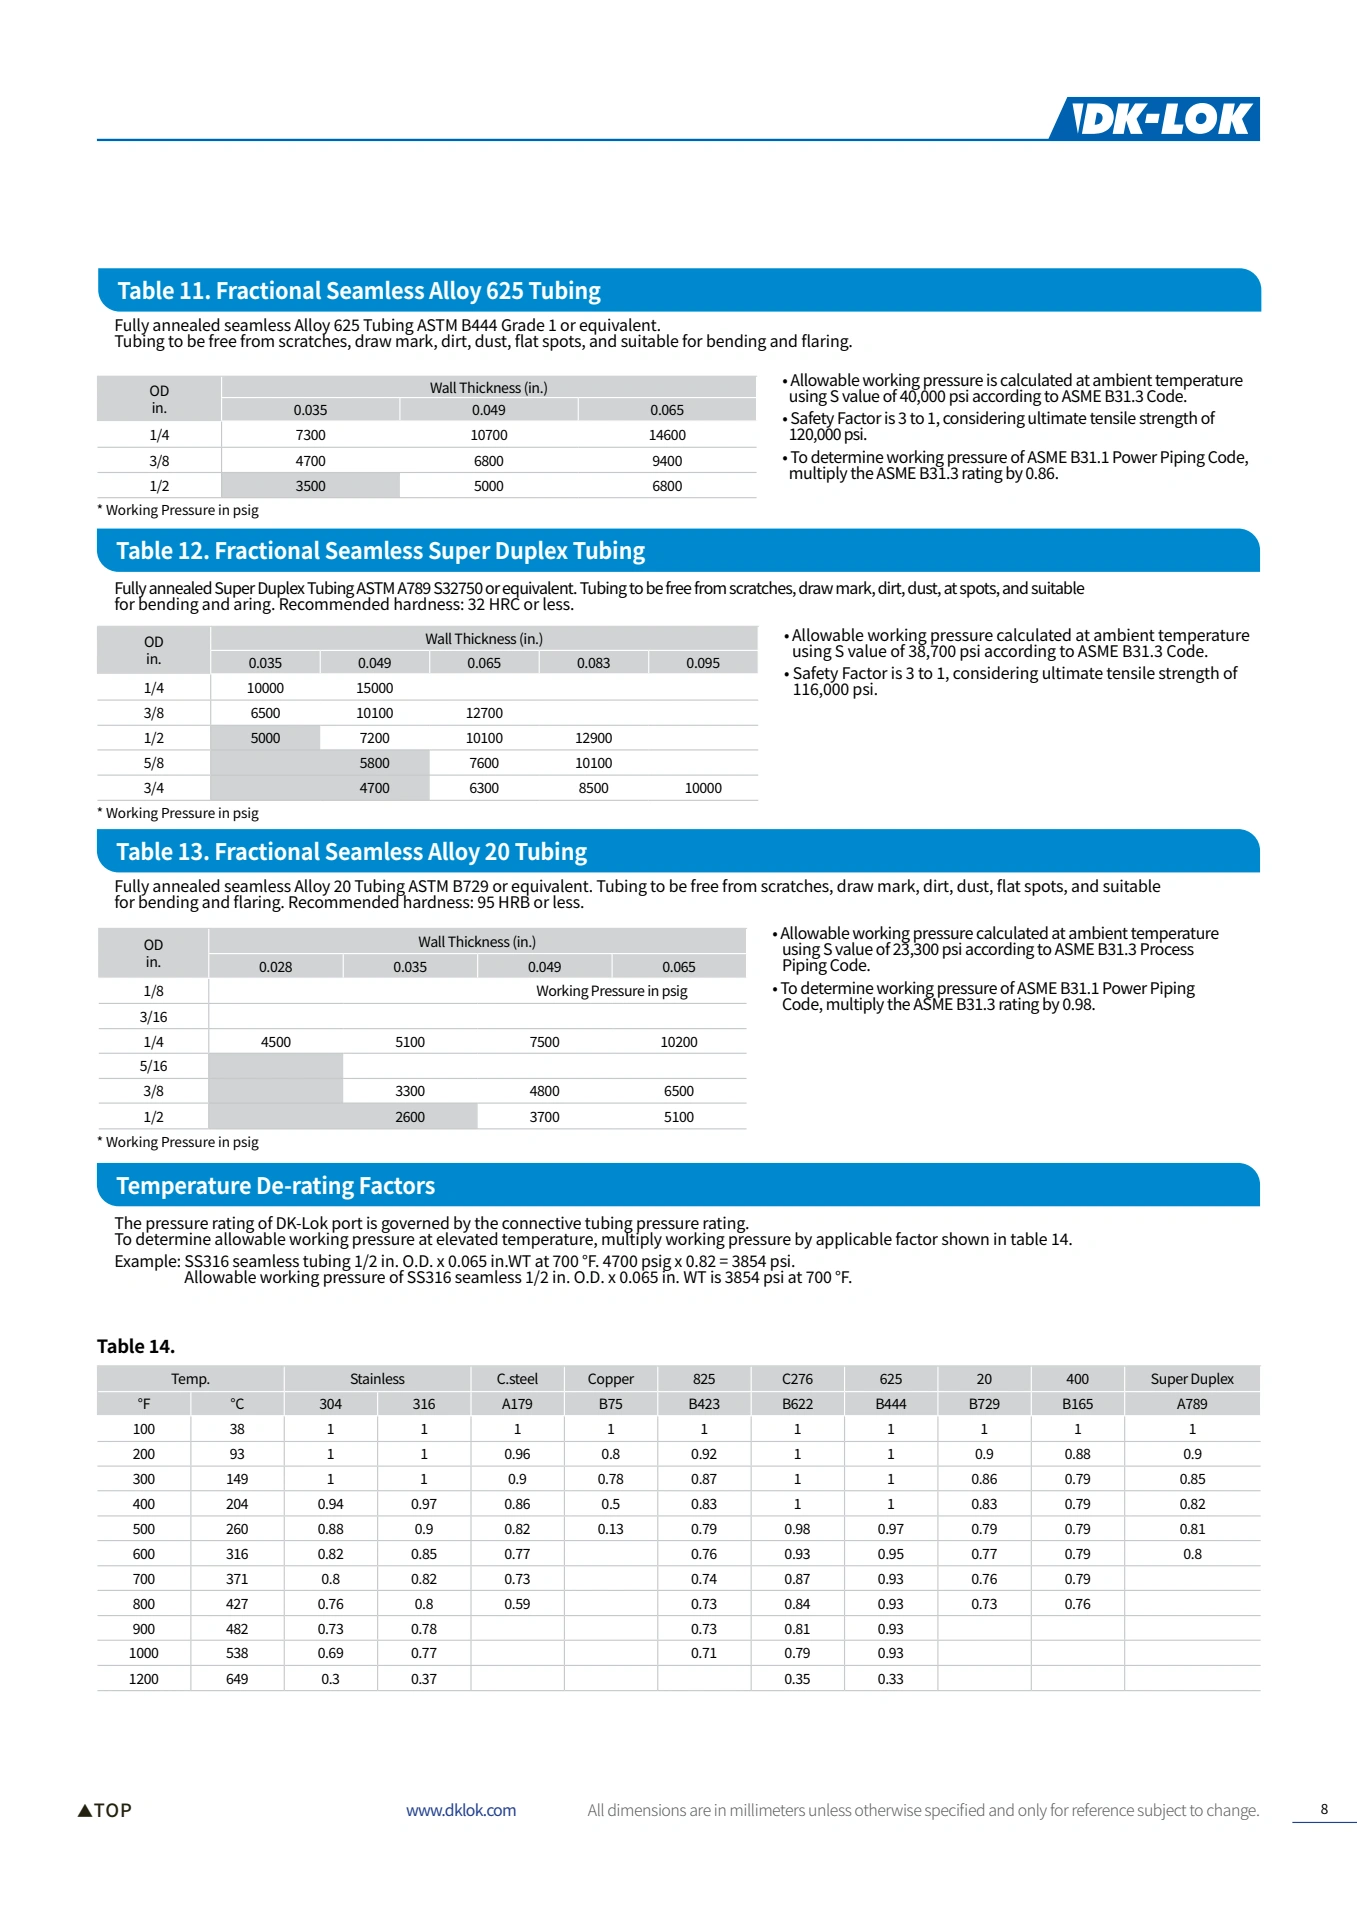 DK-LOK
Table 11. Fractional Seamless Alloy 625 Tubing
Fully annealed seamless Alloy 625 Tubing ASTM B444 Grade 1 or equivalent.
Tubing to be free from scratches, draw mark, dirt, dust, flat spots, and suitable for bending and flaring.
OD in. Wall Thickness (in.)
0.035 0.049 0.065
1/4 7300 10700 14600
3/8 4700 6800 9400
1/2 3500 5000 6800
* Working Pressure in psig
• Allowable working pressure is calculated at ambient temperature
using S value of 40,000 psi according to ASME B31.3 Code.
• Safety Factor is 3 to 1, considering ultimate tensile strength of
120,000 psi.
• To determine working pressure of ASME B31.1 Power Piping Code,
multiply the ASME B31.3 rating by 0.86.
Table 12. Fractional Seamless Super Duplex Tubing
Fully annealed Super Duplex Tubing ASTM A789 S32750 or equivalent. Tubing to be free from scratches, draw mark, dirt, dust, at spots, and suitable
for bending and aring. Recommended hardness: 32 HRC or less.
OD in. Wall Thickness (in.)
0.035 0.049 0.065 0.083 0.095
1/4 10000 15000
3/8 6500 10100 12700
1/2 5000 7200 10100 12900
5/8 5800 7600 10100
3/4 4700 6300 8500 10000
* Working Pressure in psig
• Allowable working pressure calculated at ambient temperature
using S value of 38,700 psi according to ASME B31.3 Code.
• Safety Factor is 3 to 1, considering ultimate tensile strength of
116,000 psi.
Table 13. Fractional Seamless Alloy 20 Tubing
Fully annealed seamless Alloy 20 Tubing ASTM B729 or equivalent. Tubing to be free from scratches, draw mark, dirt, dust, flat spots, and suitable
for bending and flaring. Recommended hardness: 95 HRB or less.
OD in. Wall Thickness (in.)
0.028 0.035 0.049 0.065
1/8 Working Pressure in psig
3/16
1/4 4500 5100 7500 10200
5/16
3/8 3300 4800 6500
1/2 2600 3700 5100
* Working Pressure in psig
• Allowable working pressure calculated at ambient temperature
using S value of 23,300 psi according to ASME B31.3 Process
Piping Code.
• To determine working pressure of ASME B31.1 Power Piping
Code, multiply the ASME B31.3 rating by 0.98.
Temperature De-rating Factors
The pressure rating of DK-Lok port is governed by the connective tubing pressure rating.
To determine allowable working pressure at elevated temperature, multiply working pressure by applicable factor shown in table 14.
Example: SS316 seamless tubing 1/2 in. O.D. x 0.065 in.WT at 700 °F. 4700 psig x 0.82 = 3854 psi.
Allowable working pressure of SS316 seamless 1/2 in. O.D. x 0.065 in. WT is 3854 psi at 700 °F.
Table 14.
Temp. Stainless C.steel Copper 825 C276 625 20 400 Super Duplex
°F °C 304 316 A179 B75 B423 B622 B444 B729 B165 A789
100 38 1 1 1 1 1 1 1 1 1 1
200 93 1 1 0.96 0.8 0.92 1 1 0.9 0.88 0.9
300 149 1 1 0.9 0.78 0.87 1 1 0.86 0.79 0.85
400 204 0.94 0.97 0.86 0.5 0.83 1 1 0.83 0.79 0.82
500 260 0.88 0.9 0.82 0.13 0.79 0.98 0.97 0.79 0.79 0.81
600 316 0.82 0.85 0.77 0.76 0.93 0.95 0.77 0.79 0.8
700 371 0.8 0.82 0.73 0.74 0.87 0.93 0.76 0.79
800 427 0.76 0.8 0.59 0.73 0.84 0.93 0.73 0.76
900 482 0.73 0.78 0.73 0.81 0.93
1000 538 0.69 0.77 0.71 0.79 0.93
1200 649 0.3 0.37 0.35 0.33
▲TOP www.dklok.com All dimensions are in millimeters unless otherwise specified and only for reference subject to change. 8